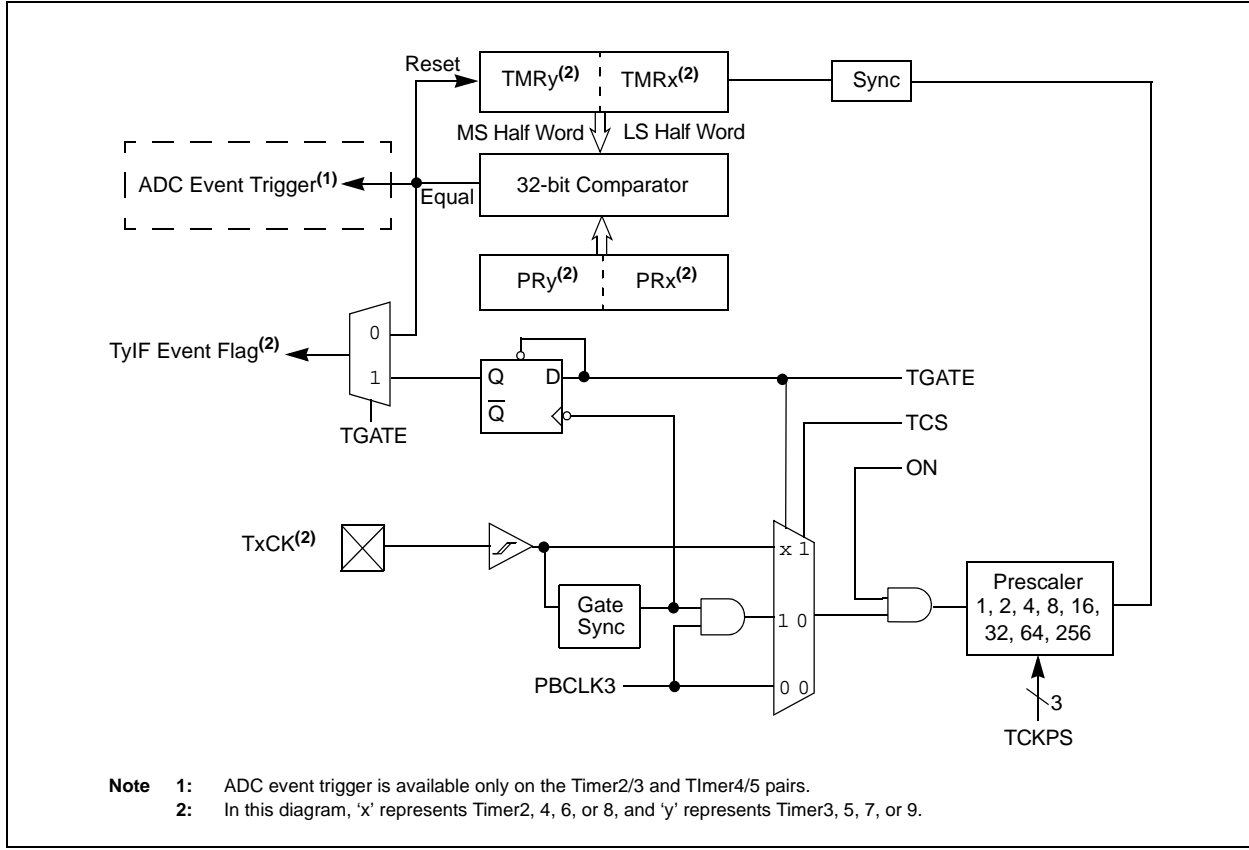 Reset
TMRy(2) TMRx(2)
Sync
MS Half Word LS Half Word
ADC Event Trigger(1)
Equal
32-bit Comparator
PRy(2) PRx(2)
0
TyIF Event Flag(2)
1
Q D
Q
TGATE
TGATE
TCS
ON
TxCK(2)
x 1
Gate
Sync
1 0
Prescaler
1, 2, 4, 8, 16,
32, 64, 256
PBCLK3
0 0
3
TCKPS
Note 1: ADC event trigger is available only on the Timer2/3 and TImer4/5 pairs.
2: In this diagram, ‘x’ represents Timer2, 4, 6, or 8, and ‘y’ represents Timer3, 5, 7, or 9.